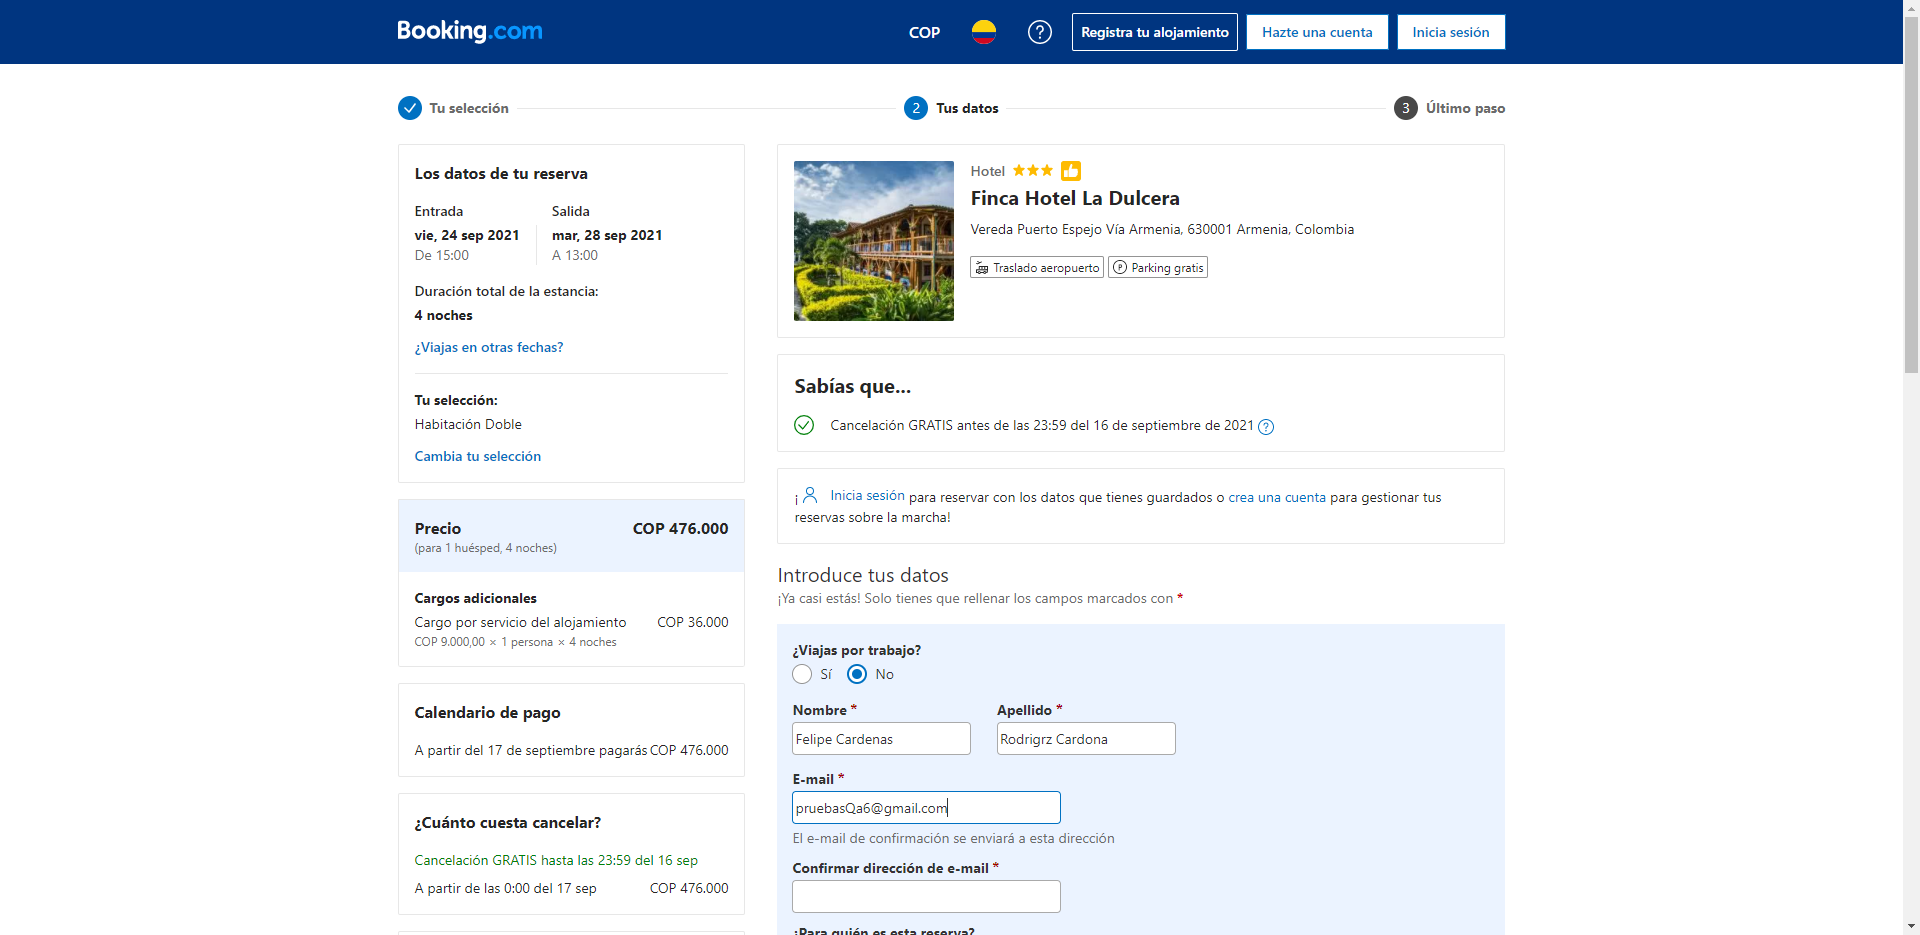 Booking.com
COP
Registra tu alojamiento
Hazte una cuenta
Inicia sesión
Tu selección
2 Tus datos
3 Último paso
Los datos de tu reserva
Entrada
Salida
vie, 24 sep 2021
mar, 28 sep 2021
De 15:00
A 13:00
Duración total de la estancia:
4 noches
¿Viajas en otras fechas?
Tu selección:
Habitación Doble
Cambia tu selección
Precio COP 476.000
(para 1 huésped, 4 noches)
Cargos adicionales
Cargo por servicio del alojamiento COP 36.000
COP 9.000,00 × 1 persona × 4 noches
Calendario de pago
A partir del 17 de septiembre pagarás COP 476.000
¿Cuánto cuesta cancelar?
Cancelación GRATIS hasta las 23:59 del 16 sep
A partir de las 0:00 del 17 sep COP 476.000
Hotel
Finca Hotel La Dulcera
Vereda Puerto Espejo Vía Armenia, 630001 Armenia, Colombia
Traslado aeropuerto
P Parking gratis
Sabías que...
Cancelación GRATIS antes de las 23:59 del 16 de septiembre de 2021 ?
¡ Inicia sesión para reservar con los datos que tienes guardados o crea una cuenta para gestionar tus
reservas sobre la marcha!
Introduce tus datos
¡Ya casi estás! Solo tienes que rellenar los campos marcados con *
¿Viajas por trabajo?
Sí No
Nombre * Apellido *
Felipe Cardenas Rodrigrz Cardona
E-mail *
pruebasQa6@gmail.com
El e-mail de confirmación se enviará a esta dirección
Confirmar dirección de e-mail *
¿Para quién es esta reserva?